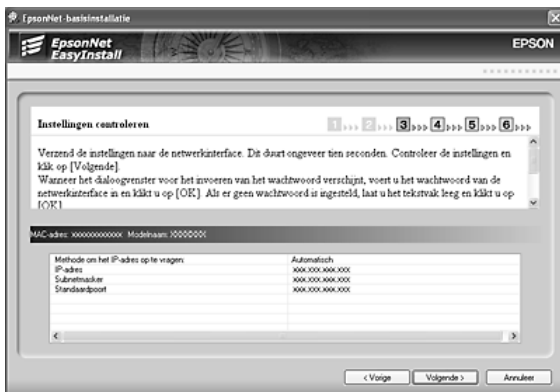 EpsonNet-basisinstallatie
EpsonNet
EasyInstall
EPSON
Instellingen controleren
1 2 3 4 5 6
Verzend de instellingen naar de netwerkinterface. Dit duurt ongeveer tien seconden. Controleer de instellingen en
klik op [Volgende].
Wanneer het dialoogvenster voor het invoeren van het wachtwoord verschijnt, voert u het wachtwoord van de
netwerkinterface in en klikt u op [OK]. Als er geen wachtwoord is ingesteld, laat u het tekstvak leeg en klikt u op
[OK]
MAC-adres: XXXXXXXXXXXX Modelnaam: XXXXXXX
Methode om het IP-adres op te vragen: Automatisch
IP-adres XXX.XXX.XXX.XXX
Subnetmasker XXX.XXX.XXX.XXX
Standaardpoort XXX.XXX.XXX.XXX
< Vorige Volgende > Annuleer